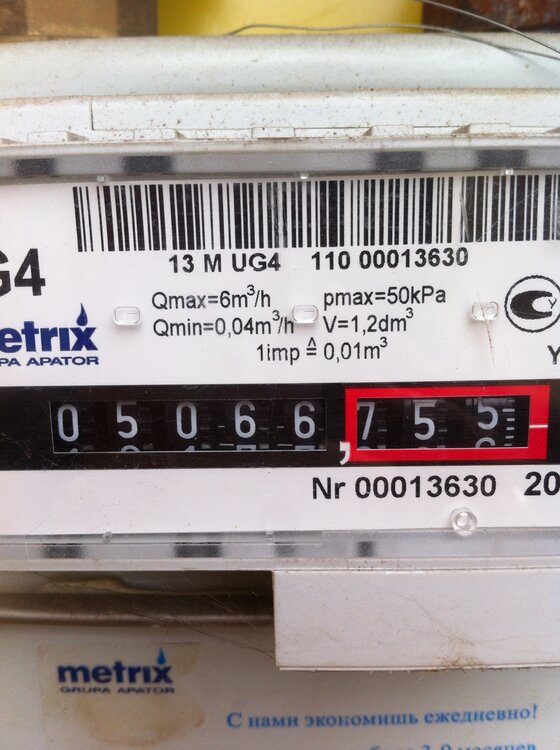 13 M UG4 110 00013630
G4
Qmax=6m³/h pmax=50kPa
Qmin=0,04m³/h V=1,2dm³
1imp ≙ 0,01m³
metrix
GRUPA APATOR
05066,755
Nr 00013630 20
metrix
GRUPA APATOR
С нами экономишь ежедневно!